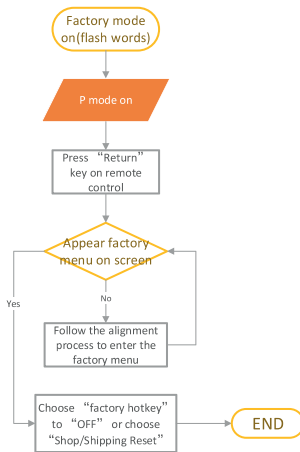 Factory mode
on(flash words)
P mode on
Press “Return”
key on remote
control
Appear factory
menu on screen
Yes
No
Follow the alignment
process to enter the
factory menu
Choose “factory hotkey”
to “OFF” or choose
“Shop/Shipping Reset”
END